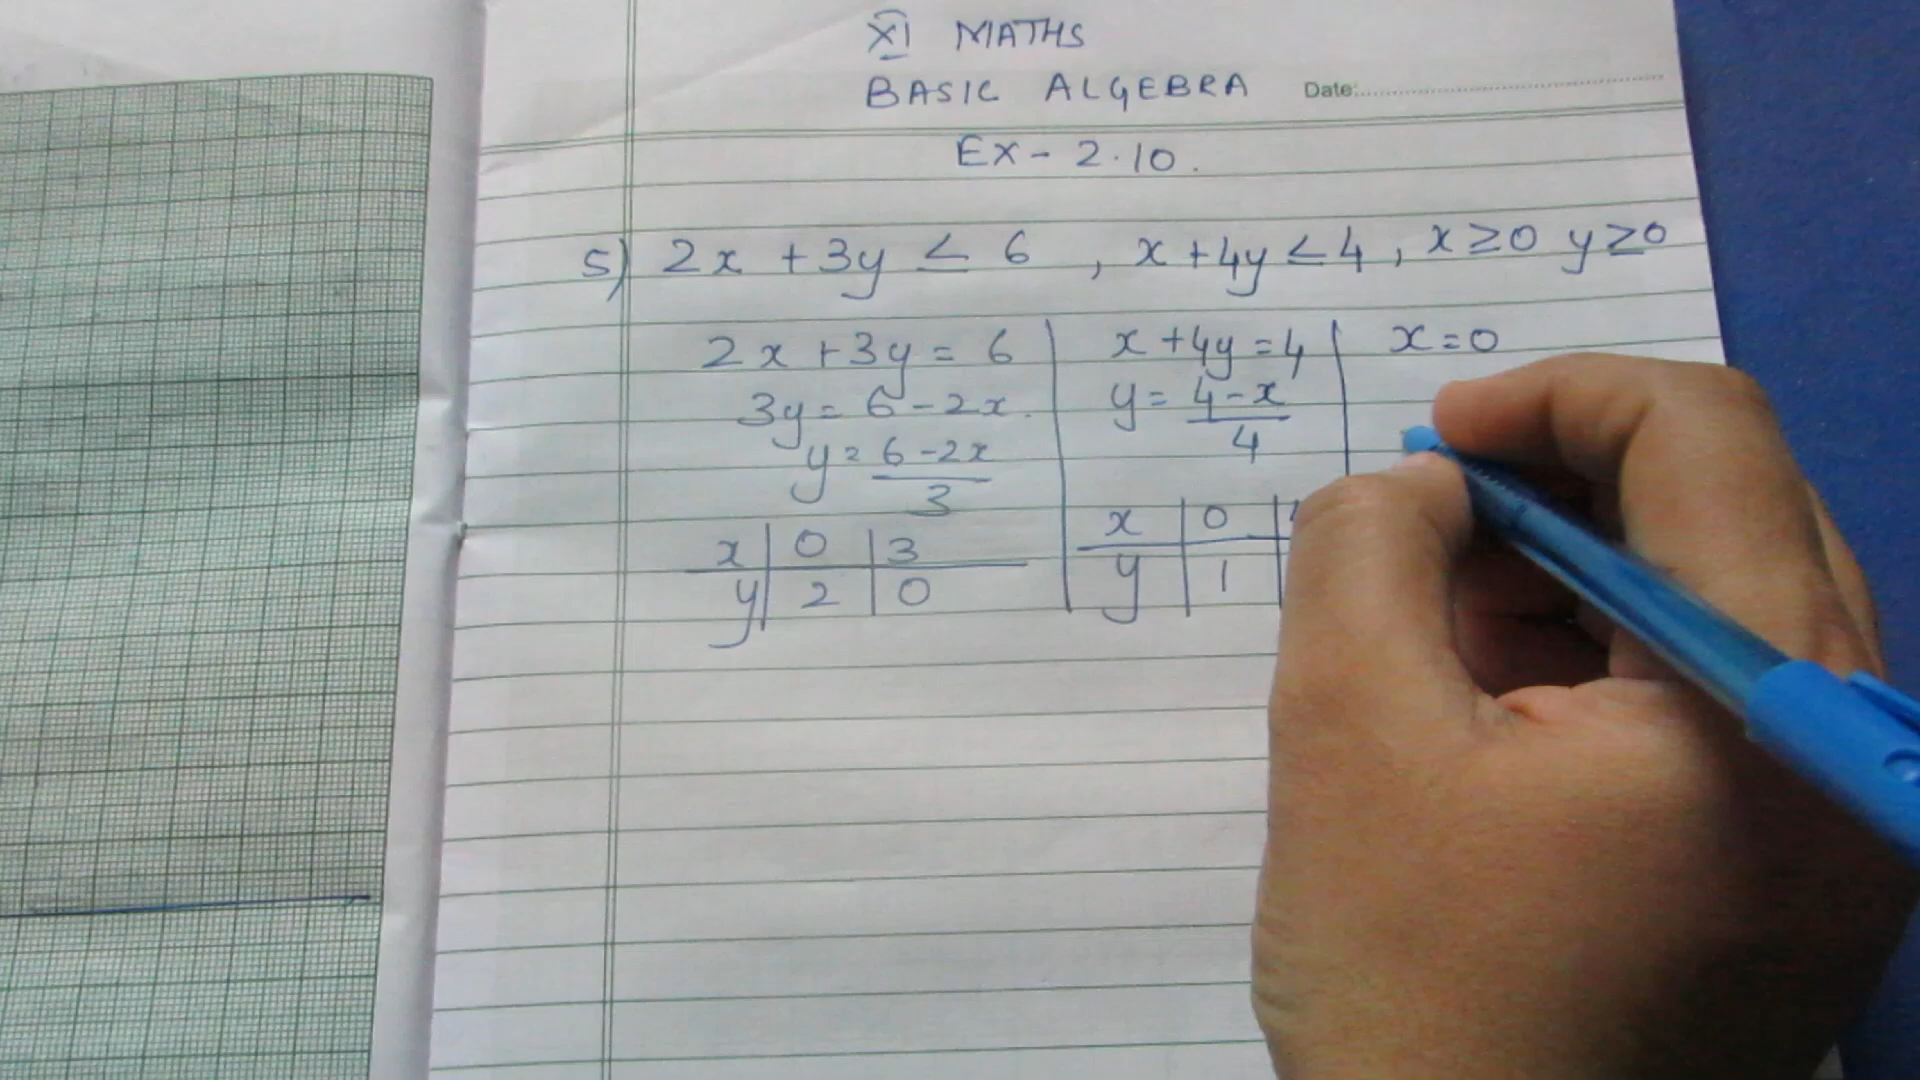 XI MATHS
BASIC ALGEBRA Date:
EX - 2.10.
5) 2x + 3y ≤ 6 , x + 4y ≤ 4 , x ≥ 0 y ≥ 0
2x + 3y = 6
3y = 6 - 2x.
y = 6 - 2x
3
x 0 3
y 2 0
x + 4y = 4
y = 4 - x
4
x 0
y 1
x = 0